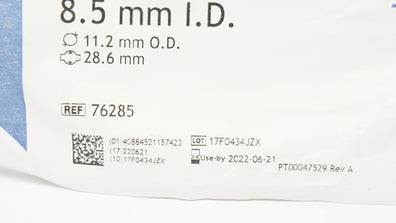 8.5 mm I.D.
11.2 mm O.D.
28.6 mm
REF 76285
(01)40884521157423
(17)220621
(10)17F0434JZX
LOT 17F0434JZX
Use-by 2022-06-21
PT00047529 Rev A